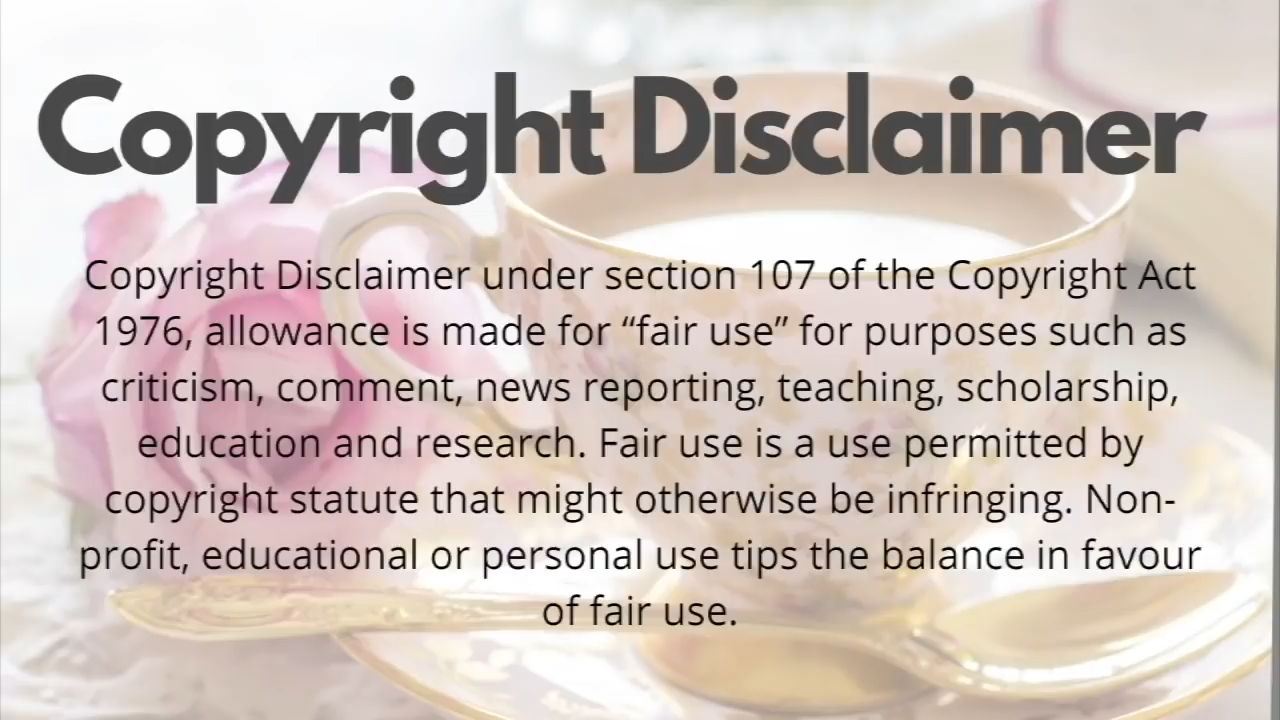 Copyright Disclaimer
Copyright Disclaimer under section 107 of the Copyright Act
1976, allowance is made for “fair use” for purposes such as
criticism, comment, news reporting, teaching, scholarship,
education and research. Fair use is a use permitted by
copyright statute that might otherwise be infringing. Non-
profit, educational or personal use tips the balance in favour
of fair use.